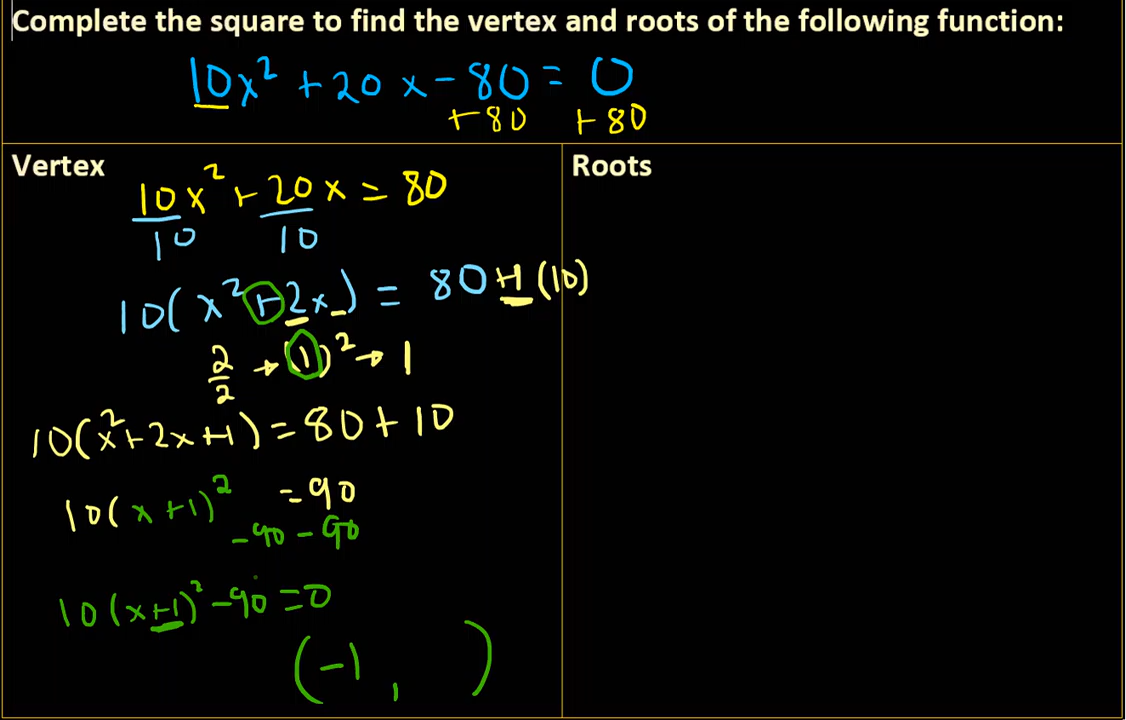 Complete the square to find the vertex and roots of the following function:
10x² + 20x - 80 = 0
+80 +80
Vertex
10x² + 20x = 80
10 10
10(x² + 2x ) = 80 +1 (10)
2/2 → (1)² → 1
10(x² + 2x +1) = 80 + 10
10(x +1)² = 90
-90 - 90
10(x+1)² - 90 = 0
(-1, )
Roots